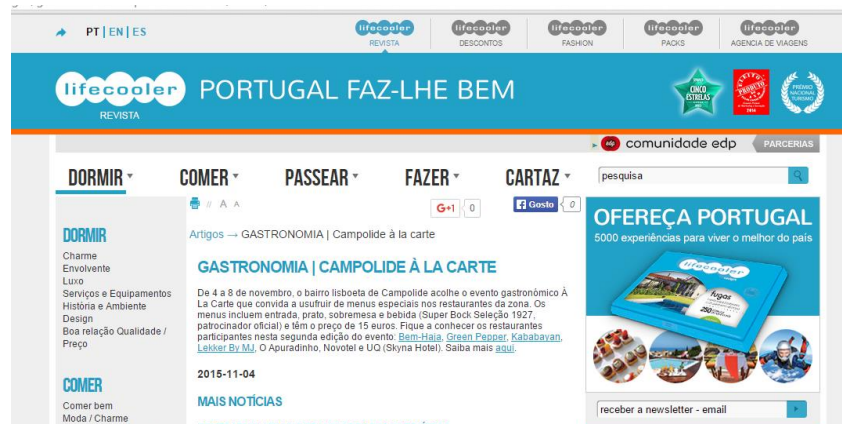 PT | EN | ES
lifecooler
REVISTA
lifecooler
DESCONTOS
lifecooler
FASHION
lifecooler
PACKS
lifecooler
AGENCIA DE VIAGENS
lifecooler
REVISTA
PORTUGAL FAZ-LHE BEM
CINCO
ESTRELAS
PRÉMIO
NACIONAL
TURISMO
edp comunidade edp
PARCERIAS
DORMIR
COMER
PASSEAR
FAZER
CARTAZ
pesquisa
// A A
G+1 0
Gosto 0
DORMIR
Charme
Envolvente
Luxo
Serviços e Equipamentos
História e Ambiente
Design
Boa relação Qualidade /
Preço
COMER
Comer bem
Moda / Charme
Artigos → GASTRONOMIA | Campolide à la carte
GASTRONOMIA | CAMPOLIDE À LA CARTE
De 4 a 8 de novembro, o bairro lisboeta de Campolide acolhe o evento gastronómico À
La Carte que convida a usufruir de menus especiais nos restaurantes da zona. Os
menus incluem entrada, prato, sobremesa e bebida (Super Bock Seleção 1927,
patrocinador oficial) e têm o preço de 15 euros. Fique a conhecer os restaurantes
participantes nesta segunda edição do evento: Bem-Haja, Green Pepper, Kababayan,
Lekker By MJ, O Apuradinho, Novotel e UQ (Skyna Hotel). Saiba mais aqui.
2015-11-04
MAIS NOTÍCIAS
OFEREÇA PORTUGAL
5000 experiências para viver o melhor do país
lifecooler
fugas
receber a newsletter - email